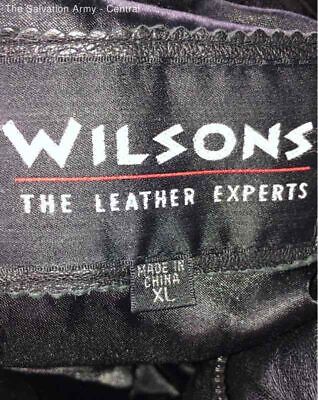 The Salvation Army - Central
WILSONS
THE LEATHER EXPERTS
MADE IN
CHINA
XL